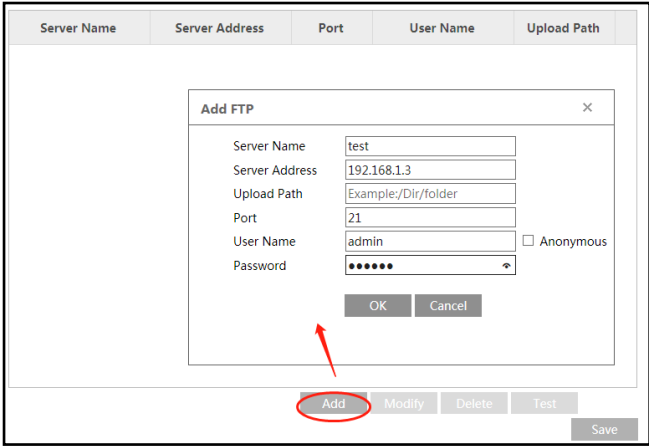 Server Name Server Address Port User Name Upload Path
Add FTP ×
Server Name test
Server Address 192.168.1.3
Upload Path Example:/Dir/folder
Port 21
User Name admin Anonymous
Password ●●●●●●
OK Cancel
Add Modify Delete Test
Save